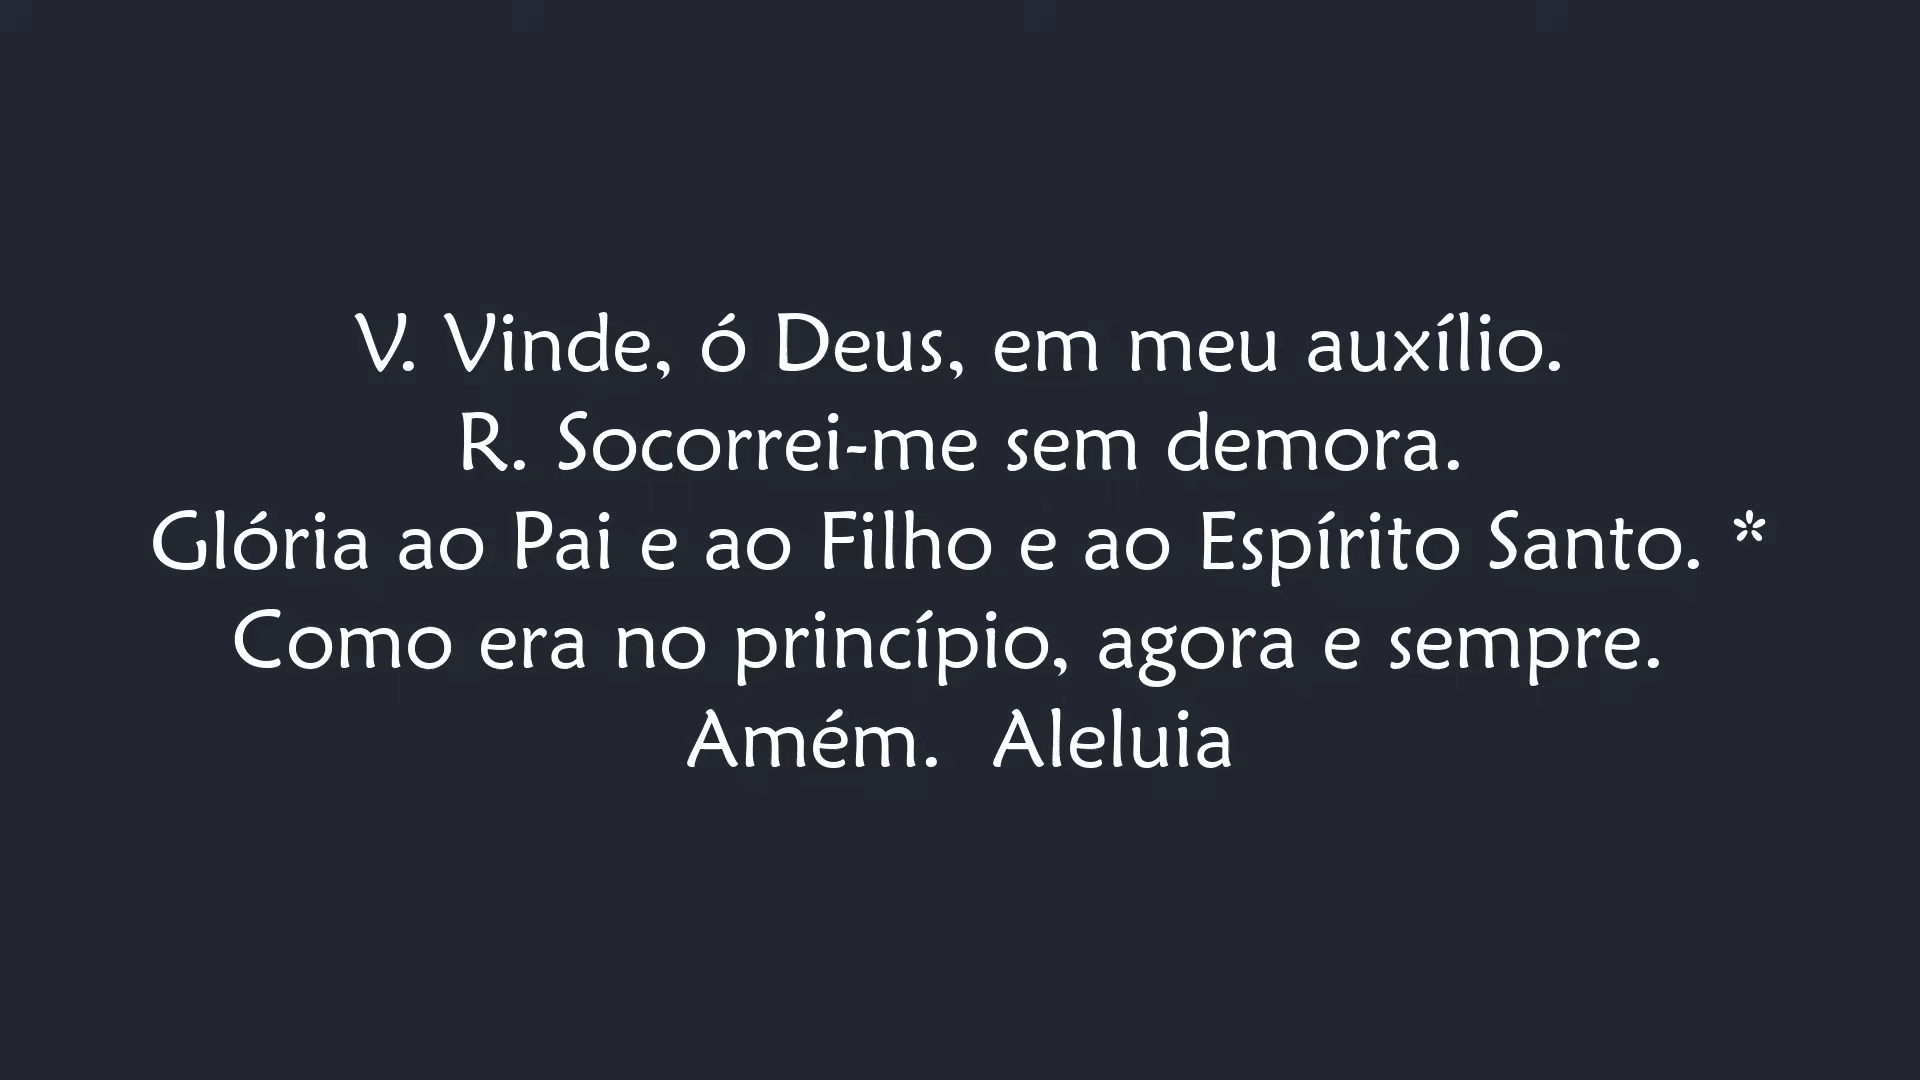 V. Vinde, ó Deus, em meu auxílio.
R. Socorrei-me sem demora.
Glória ao Pai e ao Filho e ao Espírito Santo. *
Como era no princípio, agora e sempre.
Amém.  Aleluia